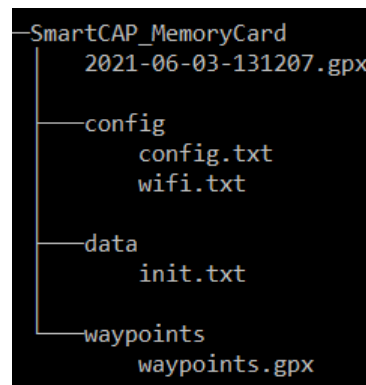 SmartCAP_MemoryCard
2021-06-03-131207.gpx
config
config.txt
wifi.txt
data
init.txt
waypoints
waypoints.gpx